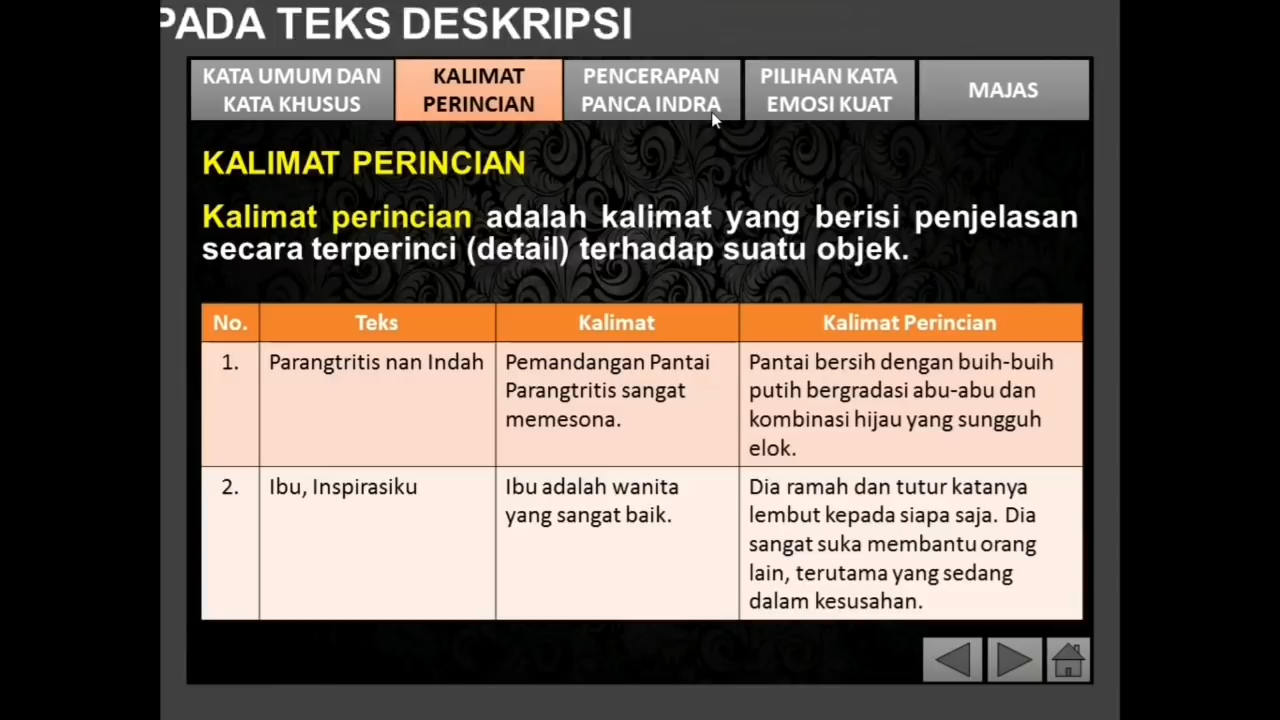 PADA TEKS DESKRIPSI
KATA UMUM DAN
KATA KHUSUS
KALIMAT
PERINCIAN
PENCERAPAN
PANCA INDRA
PILIHAN KATA
EMOSI KUAT
MAJAS
KALIMAT PERINCIAN
Kalimat perincian adalah kalimat yang berisi penjelasan
secara terperinci (detail) terhadap suatu objek.
No.
Teks
Kalimat
Kalimat Perincian
1.
Parangtritis nan Indah
Pemandangan Pantai
Parangtritis sangat
memesona.
Pantai bersih dengan buih-buih
putih bergradasi abu-abu dan
kombinasi hijau yang sungguh
elok.
2.
Ibu, Inspirasiku
Ibu adalah wanita
yang sangat baik.
Dia ramah dan tutur katanya
lembut kepada siapa saja. Dia
sangat suka membantu orang
lain, terutama yang sedang
dalam kesusahan.